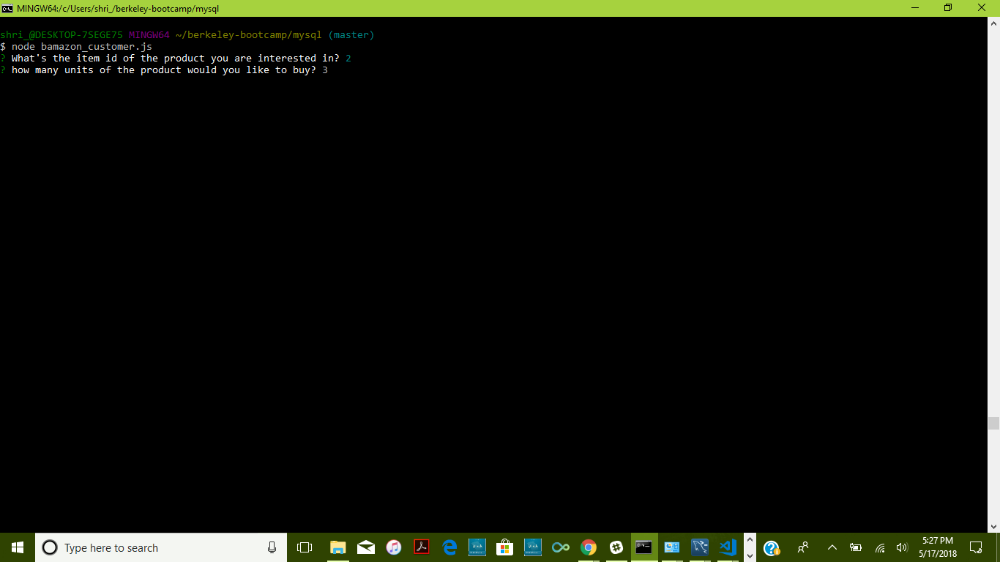 MINGW64:/c/Users/shri_/berkeley-bootcamp/mysql
shri_@DESKTOP-7SEGE75 MINGW64 ~/berkeley-bootcamp/mysql (master)
$ node bamazon_customer.js
? What's the item id of the product you are interested in? 2
? how many units of the product would you like to buy? 3
Type here to search
5:27 PM
5/17/2018